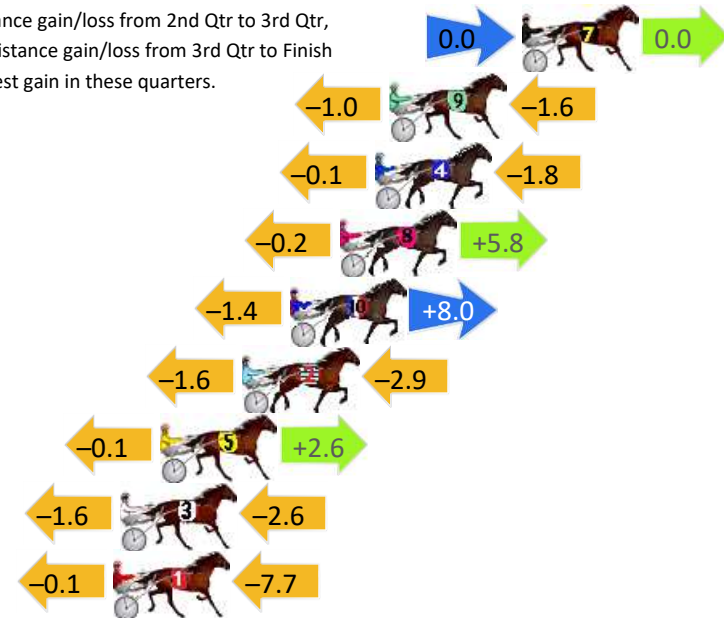 ance gain/loss from 2nd Qtr to 3rd Qtr,
istance gain/loss from 3rd Qtr to Finish
est gain in these quarters.
0.0 7 0.0
–1.0 9 –1.6
–0.1 4 –1.8
–0.2 8 +5.8
–1.4 10 +8.0
–1.6 –2.9
–0.1 5 +2.6
–1.6 3 –2.6
–0.1 1 –7.7